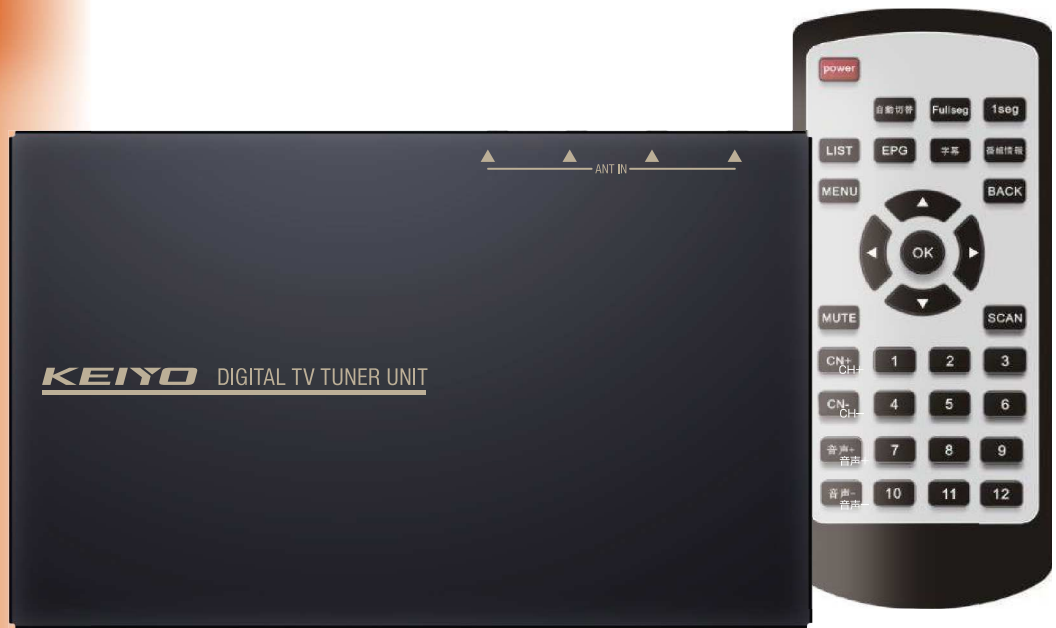 power
自動切替 Fullseg 1seg
LIST EPG 字幕 番組情報
MENU BACK
ANT IN
OK
MUTE SCAN
CN+ 1 2 3
CH+
KEIYO DIGITAL TV TUNER UNIT
CN- 4 5 6
CH-
音声+ 7 8 9
音声+
音声- 10 11 12
音声-